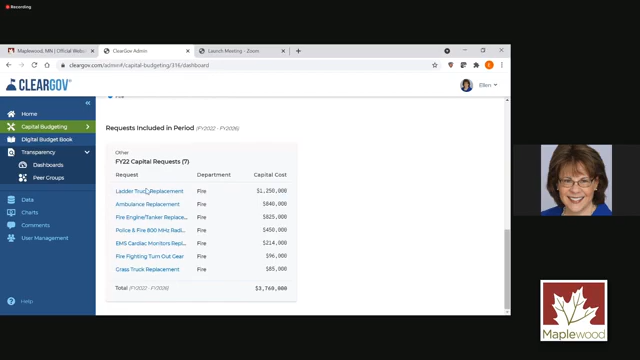 Recording
Maplewood, MN | Official Websi
ClearGov Admin
Launch Meeting - Zoom
cleargov.com/admin#/capital-budgeting/316/dashboard
CLEARGOV
Ellen
Home
Capital Budgeting
Digital Budget Book
Transparency
Dashboards
Peer Groups
Data
Charts
Comments
User Management
Help
Requests Included in Period (FY2022 - FY2026)
Other
FY22 Capital Requests (7)
Request Department Capital Cost
Ladder Truck Replacement Fire $1,250,000
Ambulance Replacement Fire $840,000
Fire Engine/Tanker Replace... Fire $825,000
Police & Fire 800 MHz Radi... Fire $450,000
EMS Cardiac Monitors Repl... Fire $214,000
Fire Fighting Turn Out Gear Fire $96,000
Grass Truck Replacement Fire $85,000
Total (FY2022 - FY2026) $3,760,000
Maplewood